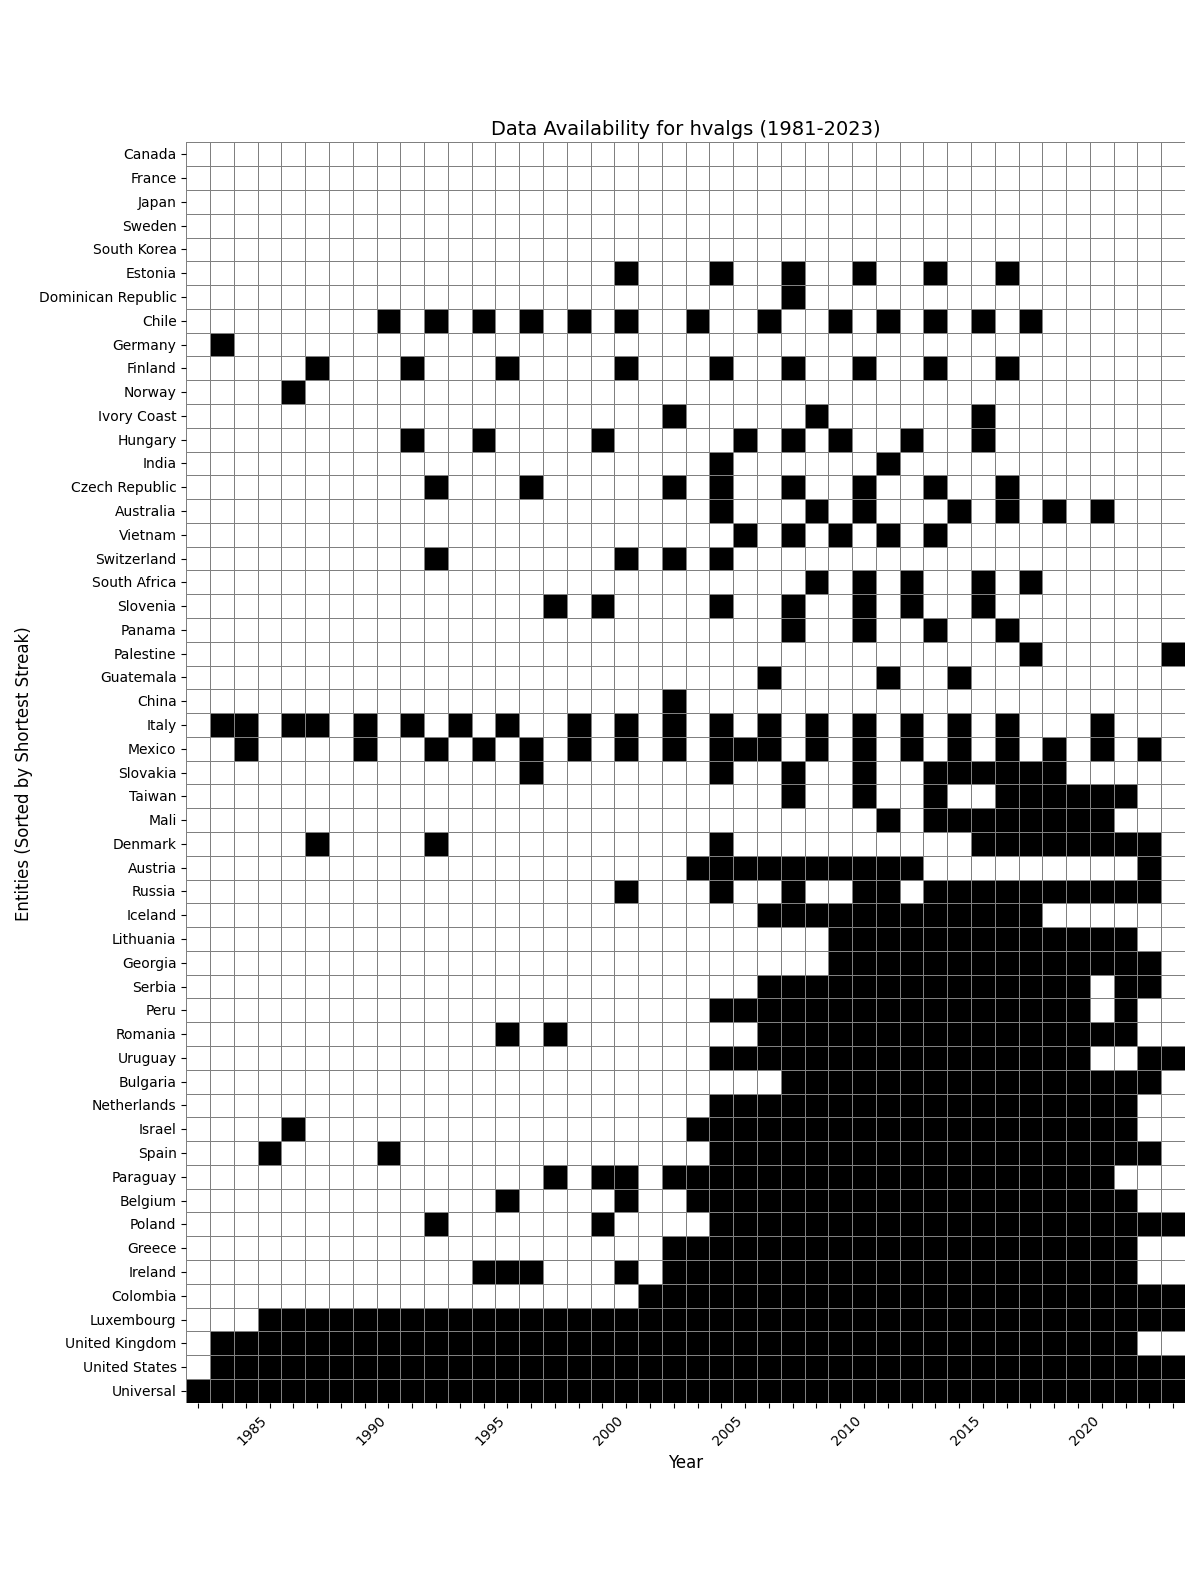 Data Availability for hvalgs (1981-2023)
Canada
France
Japan
Sweden
South Korea
Estonia
Dominican Republic
Chile
Germany
Finland
Norway
Ivory Coast
Hungary
India
Czech Republic
Australia
Vietnam
Switzerland
South Africa
Slovenia
Panama
Palestine
Guatemala
China
Italy
Mexico
Slovakia
Taiwan
Mali
Denmark
Austria
Russia
Iceland
Lithuania
Georgia
Serbia
Peru
Romania
Uruguay
Bulgaria
Netherlands
Israel
Spain
Paraguay
Belgium
Poland
Greece
Ireland
Colombia
Luxembourg
United Kingdom
United States
Universal
Entities (Sorted by Shortest Streak)
1985
1990
1995
2000
2005
2010
2015
2020
Year